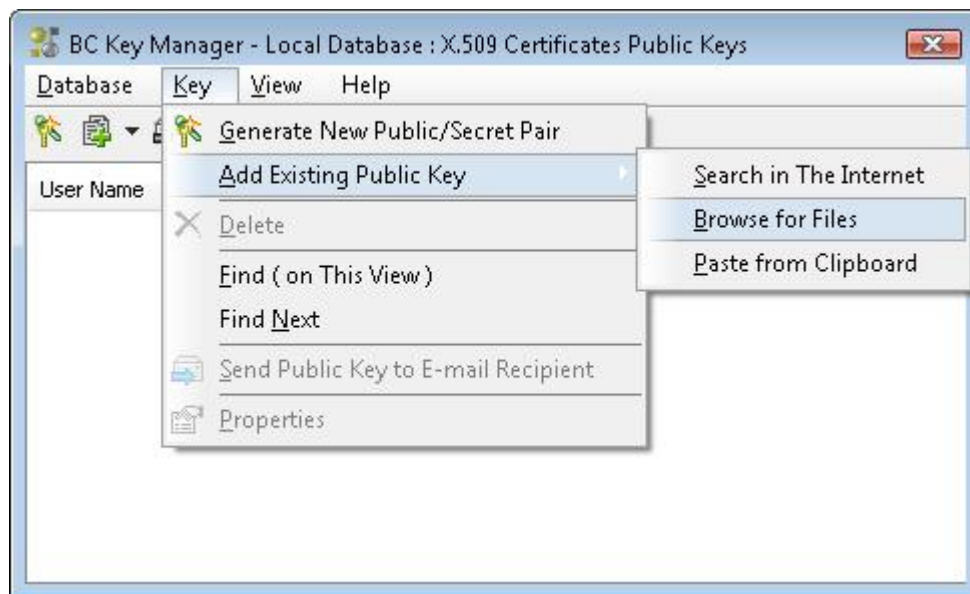 BC Key Manager - Local Database : X.509 Certificates Public Keys
Database Key View Help
Generate New Public/Secret Pair
User Name
Add Existing Public Key
Search in The Internet
Delete
Browse for Files
Find ( on This View )
Paste from Clipboard
Find Next
Send Public Key to E-mail Recipient
Properties